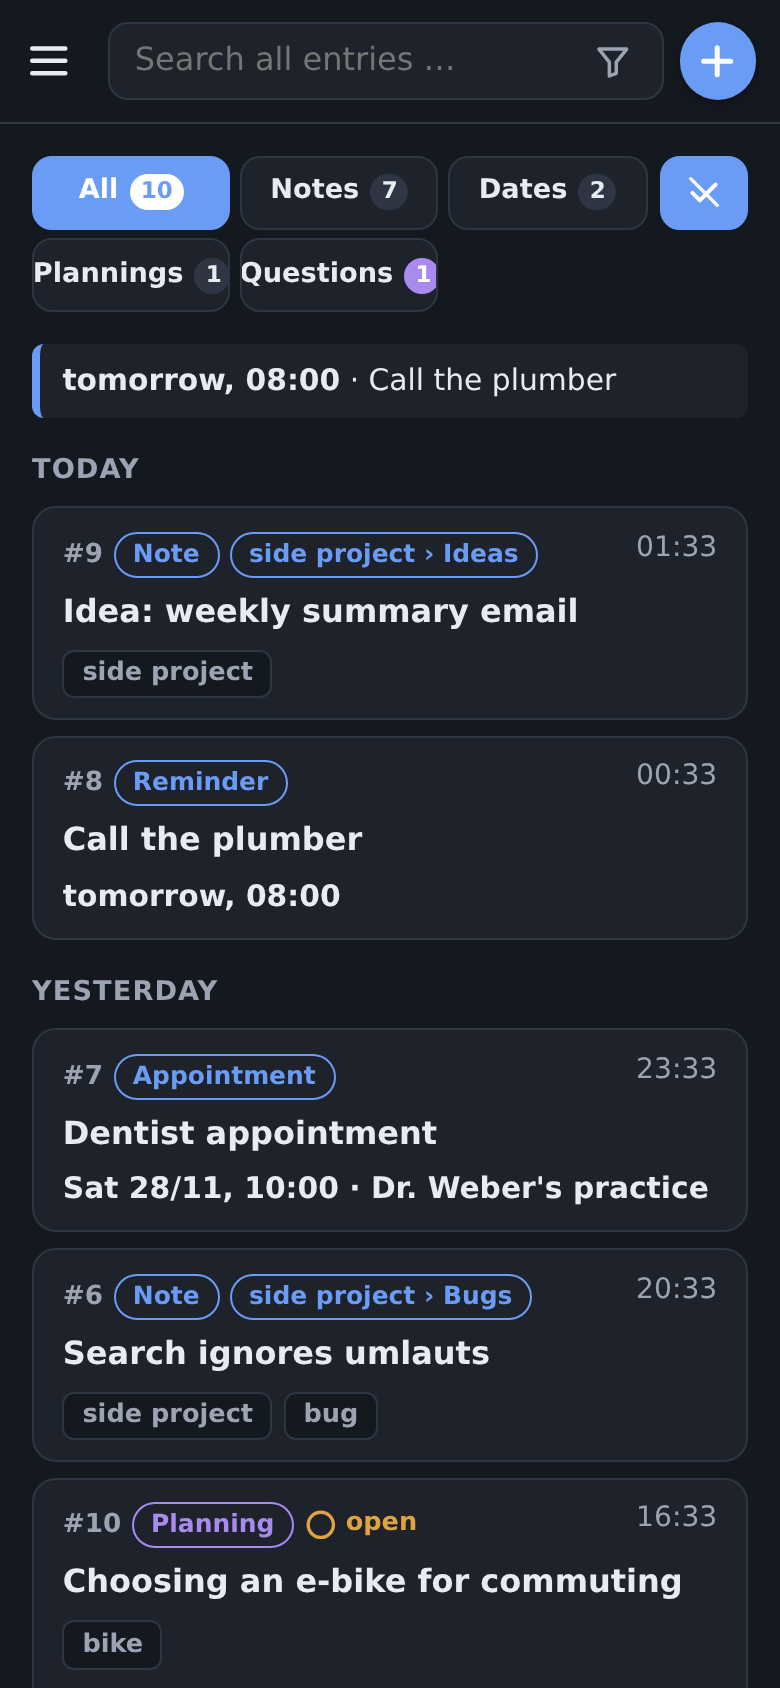 Search all entries …
All 10 Notes 7 Dates 2
Plannings 1 Questions 1
tomorrow, 08:00 · Call the plumber
TODAY
#9 Note side project › Ideas 01:33
Idea: weekly summary email
side project
#8 Reminder 00:33
Call the plumber
tomorrow, 08:00
YESTERDAY
#7 Appointment 23:33
Dentist appointment
Sat 28/11, 10:00 · Dr. Weber's practice
#6 Note side project › Bugs 20:33
Search ignores umlauts
side project bug
#10 Planning open 16:33
Choosing an e-bike for commuting
bike